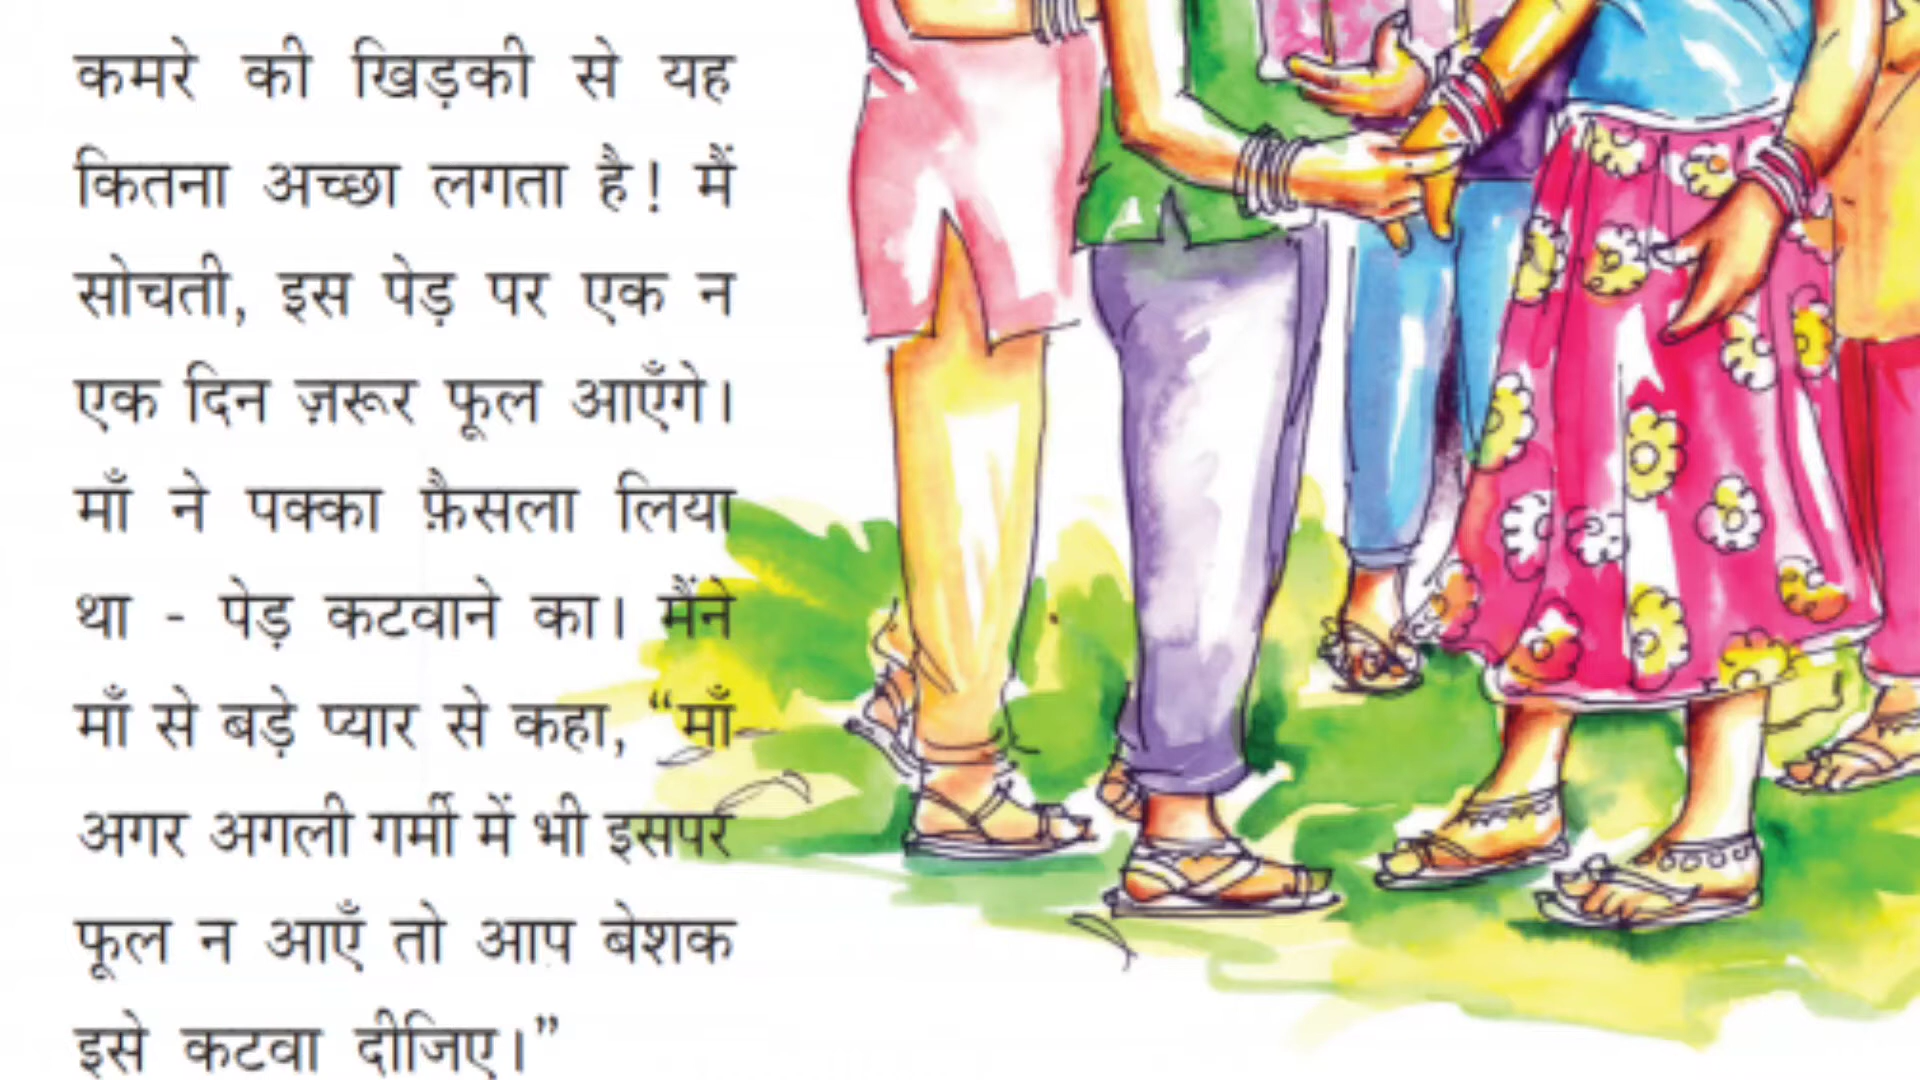 कमरे की खिड़की से यह
कितना अच्छा लगता है! मैं
सोचती, इस पेड़ पर एक न
एक दिन ज़रूर फूल आएँगे।
माँ ने पक्का फ़ैसला लिया
था - पेड़ कटवाने का। मैंने
माँ से बड़े प्यार से कहा, “माँ
अगर अगली गर्मी में भी इसपर
फूल न आएँ तो आप बेशक
इसे कटवा दीजिए।”